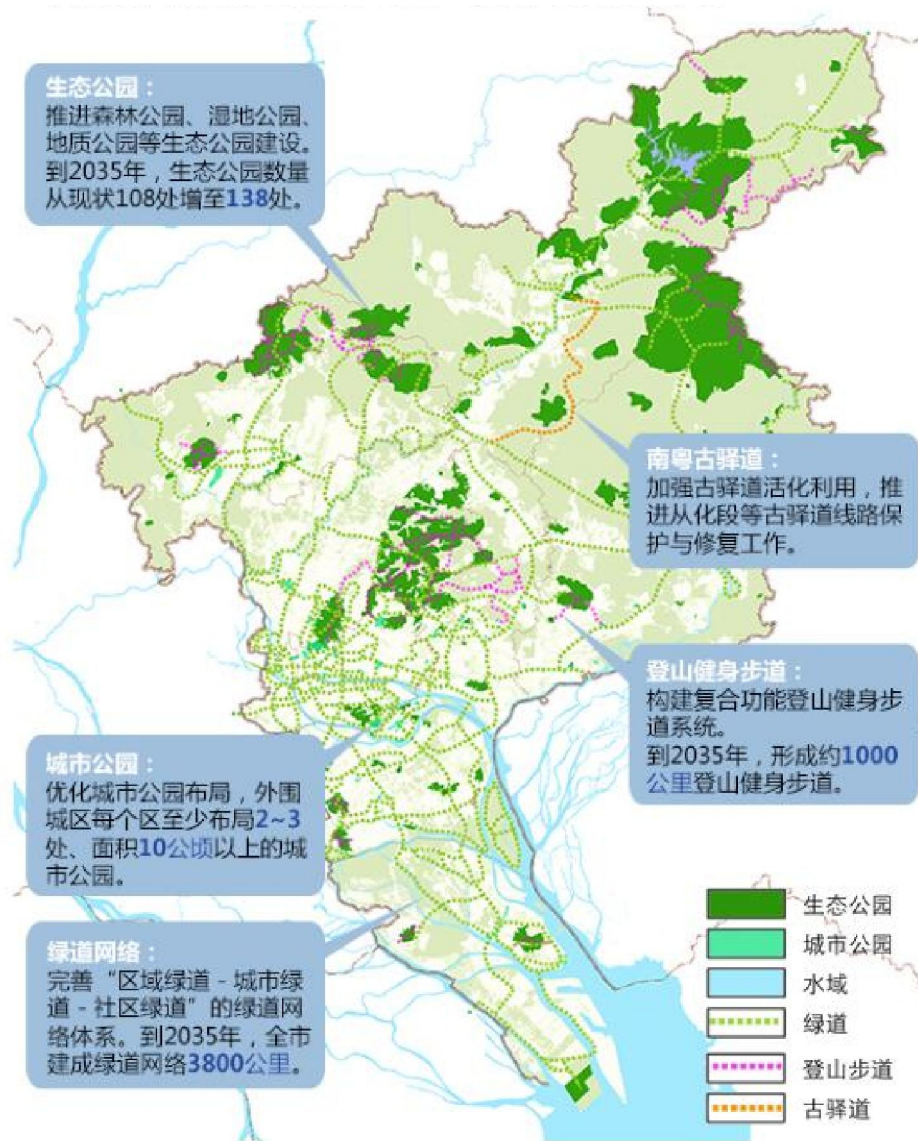 生态公园：
推进森林公园、湿地公园、
地质公园等生态公园建设。
到2035年，生态公园数量
从现状108处增至138处。
南粤古驿道：
加强古驿道活化利用，推
进从化段等古驿道线路保
护与修复工作。
登山健身步道：
构建复合功能登山健身步
道系统。
到2035年，形成约1000
公里登山健身步道。
城市公园：
优化城市公园布局，外围
城区每个区至少布局2~3
处、面积10公顷以上的城
市公园。
绿道网络：
完善“区域绿道-城市绿
道-社区绿道”的绿道网
络体系。到2035年，全市
建成绿道网络3800公里。
生态公园
城市公园
水域
绿道
登山步道
古驿道